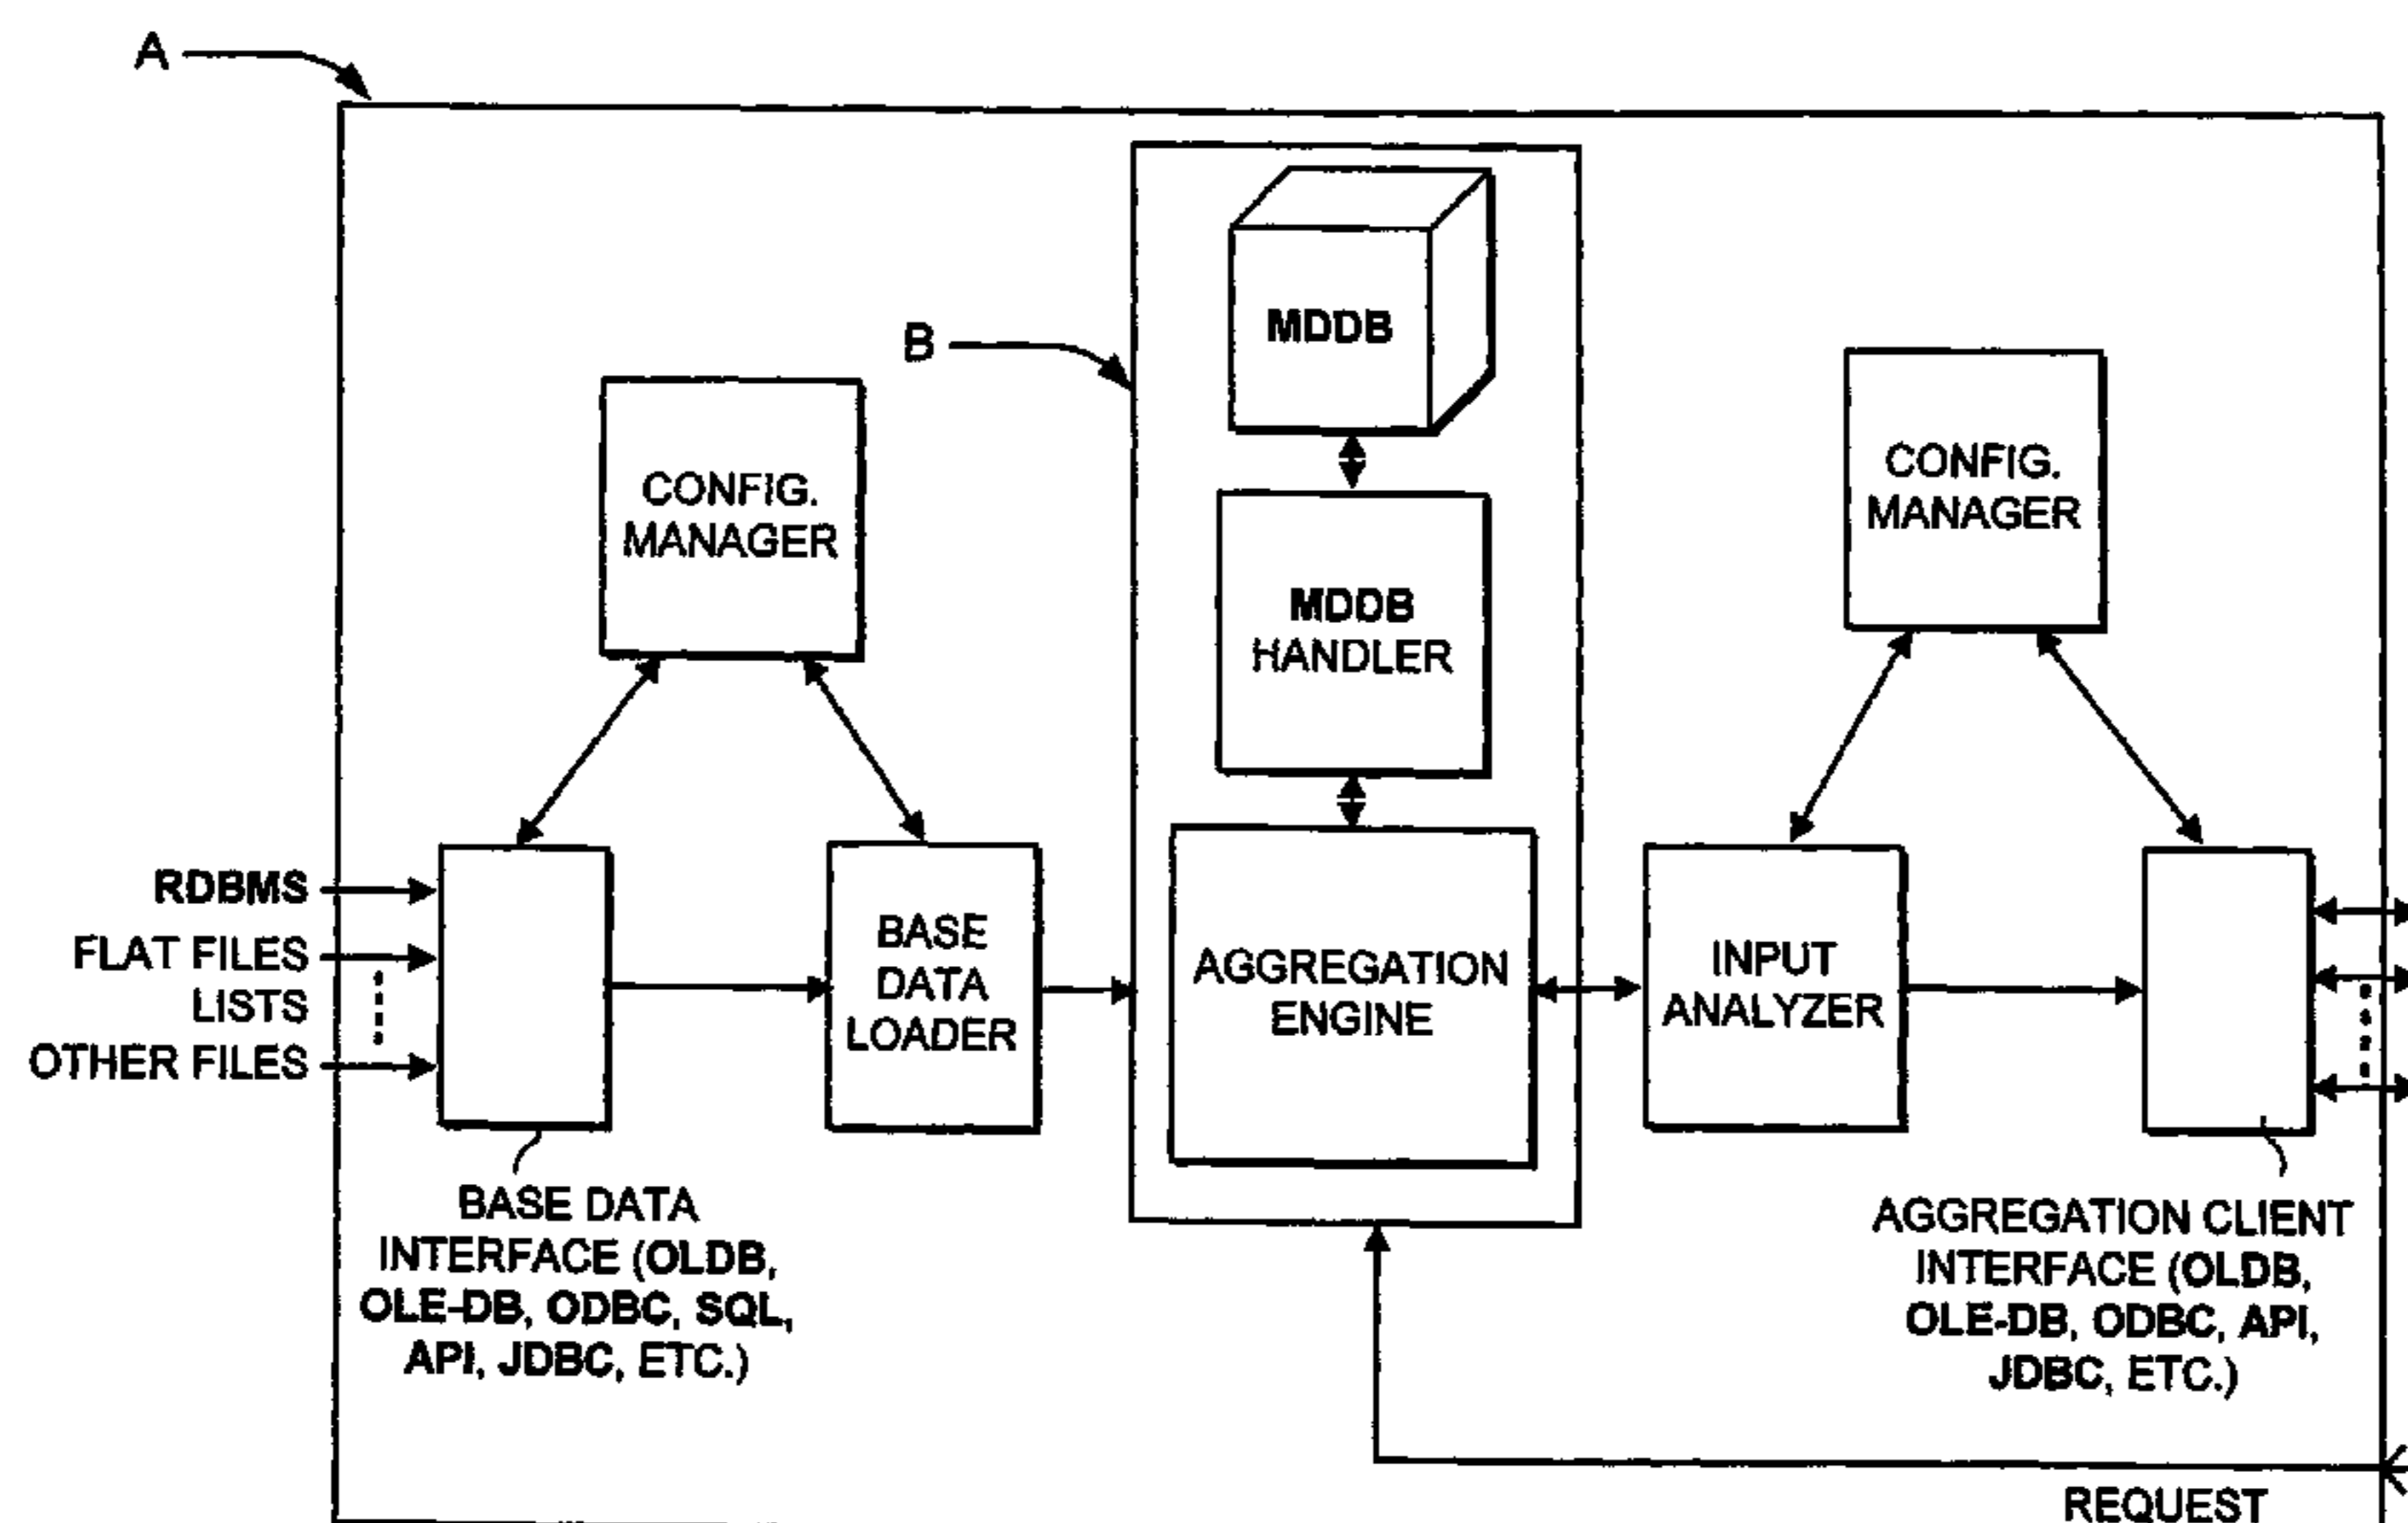 A
B
MDDB
CONFIG.
MANAGER
MDDB
HANDLER
CONFIG.
MANAGER
RDBMS
FLAT FILES
LISTS
OTHER FILES
BASE
DATA
LOADER
AGGREGATION
ENGINE
INPUT
ANALYZER
BASE DATA
INTERFACE (OLDB,
OLE-DB, ODBC, SQL,
API, JDBC, ETC.)
AGGREGATION CLIENT
INTERFACE (OLDB,
OLE-DB, ODBC, API,
JDBC, ETC.)
REQUEST